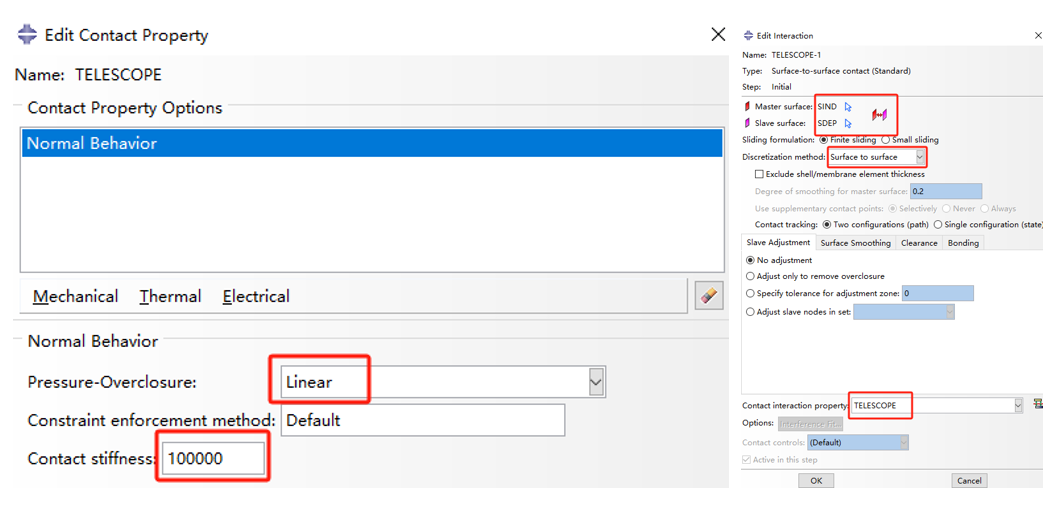 Edit Contact Property
Name: TELESCOPE
Contact Property Options
Normal Behavior
Mechanical Thermal Electrical
Normal Behavior
Pressure-Overclosure: Linear
Constraint enforcement method: Default
Contact stiffness: 100000
Edit Interaction
Name: TELESCOPE-1
Type: Surface-to-surface contact (Standard)
Step: Initial
Master surface: SIND
Slave surface: SDEP
Sliding formulation: Finite sliding Small sliding
Discretization method: Surface to surface
Exclude shell/membrane element thickness
Degree of smoothing for master surface: 0.2
Use supplementary contact points: Selectively Never Always
Contact tracking: Two configurations (path) Single configuration (state)
Slave Adjustment Surface Smoothing Clearance Bonding
No adjustment
Adjust only to remove overclosure
Specify tolerance for adjustment zone: 0
Adjust slave nodes in set:
Contact interaction property: TELESCOPE
Options: Interference Fit...
Contact controls: (Default)
Active in this step
OK Cancel